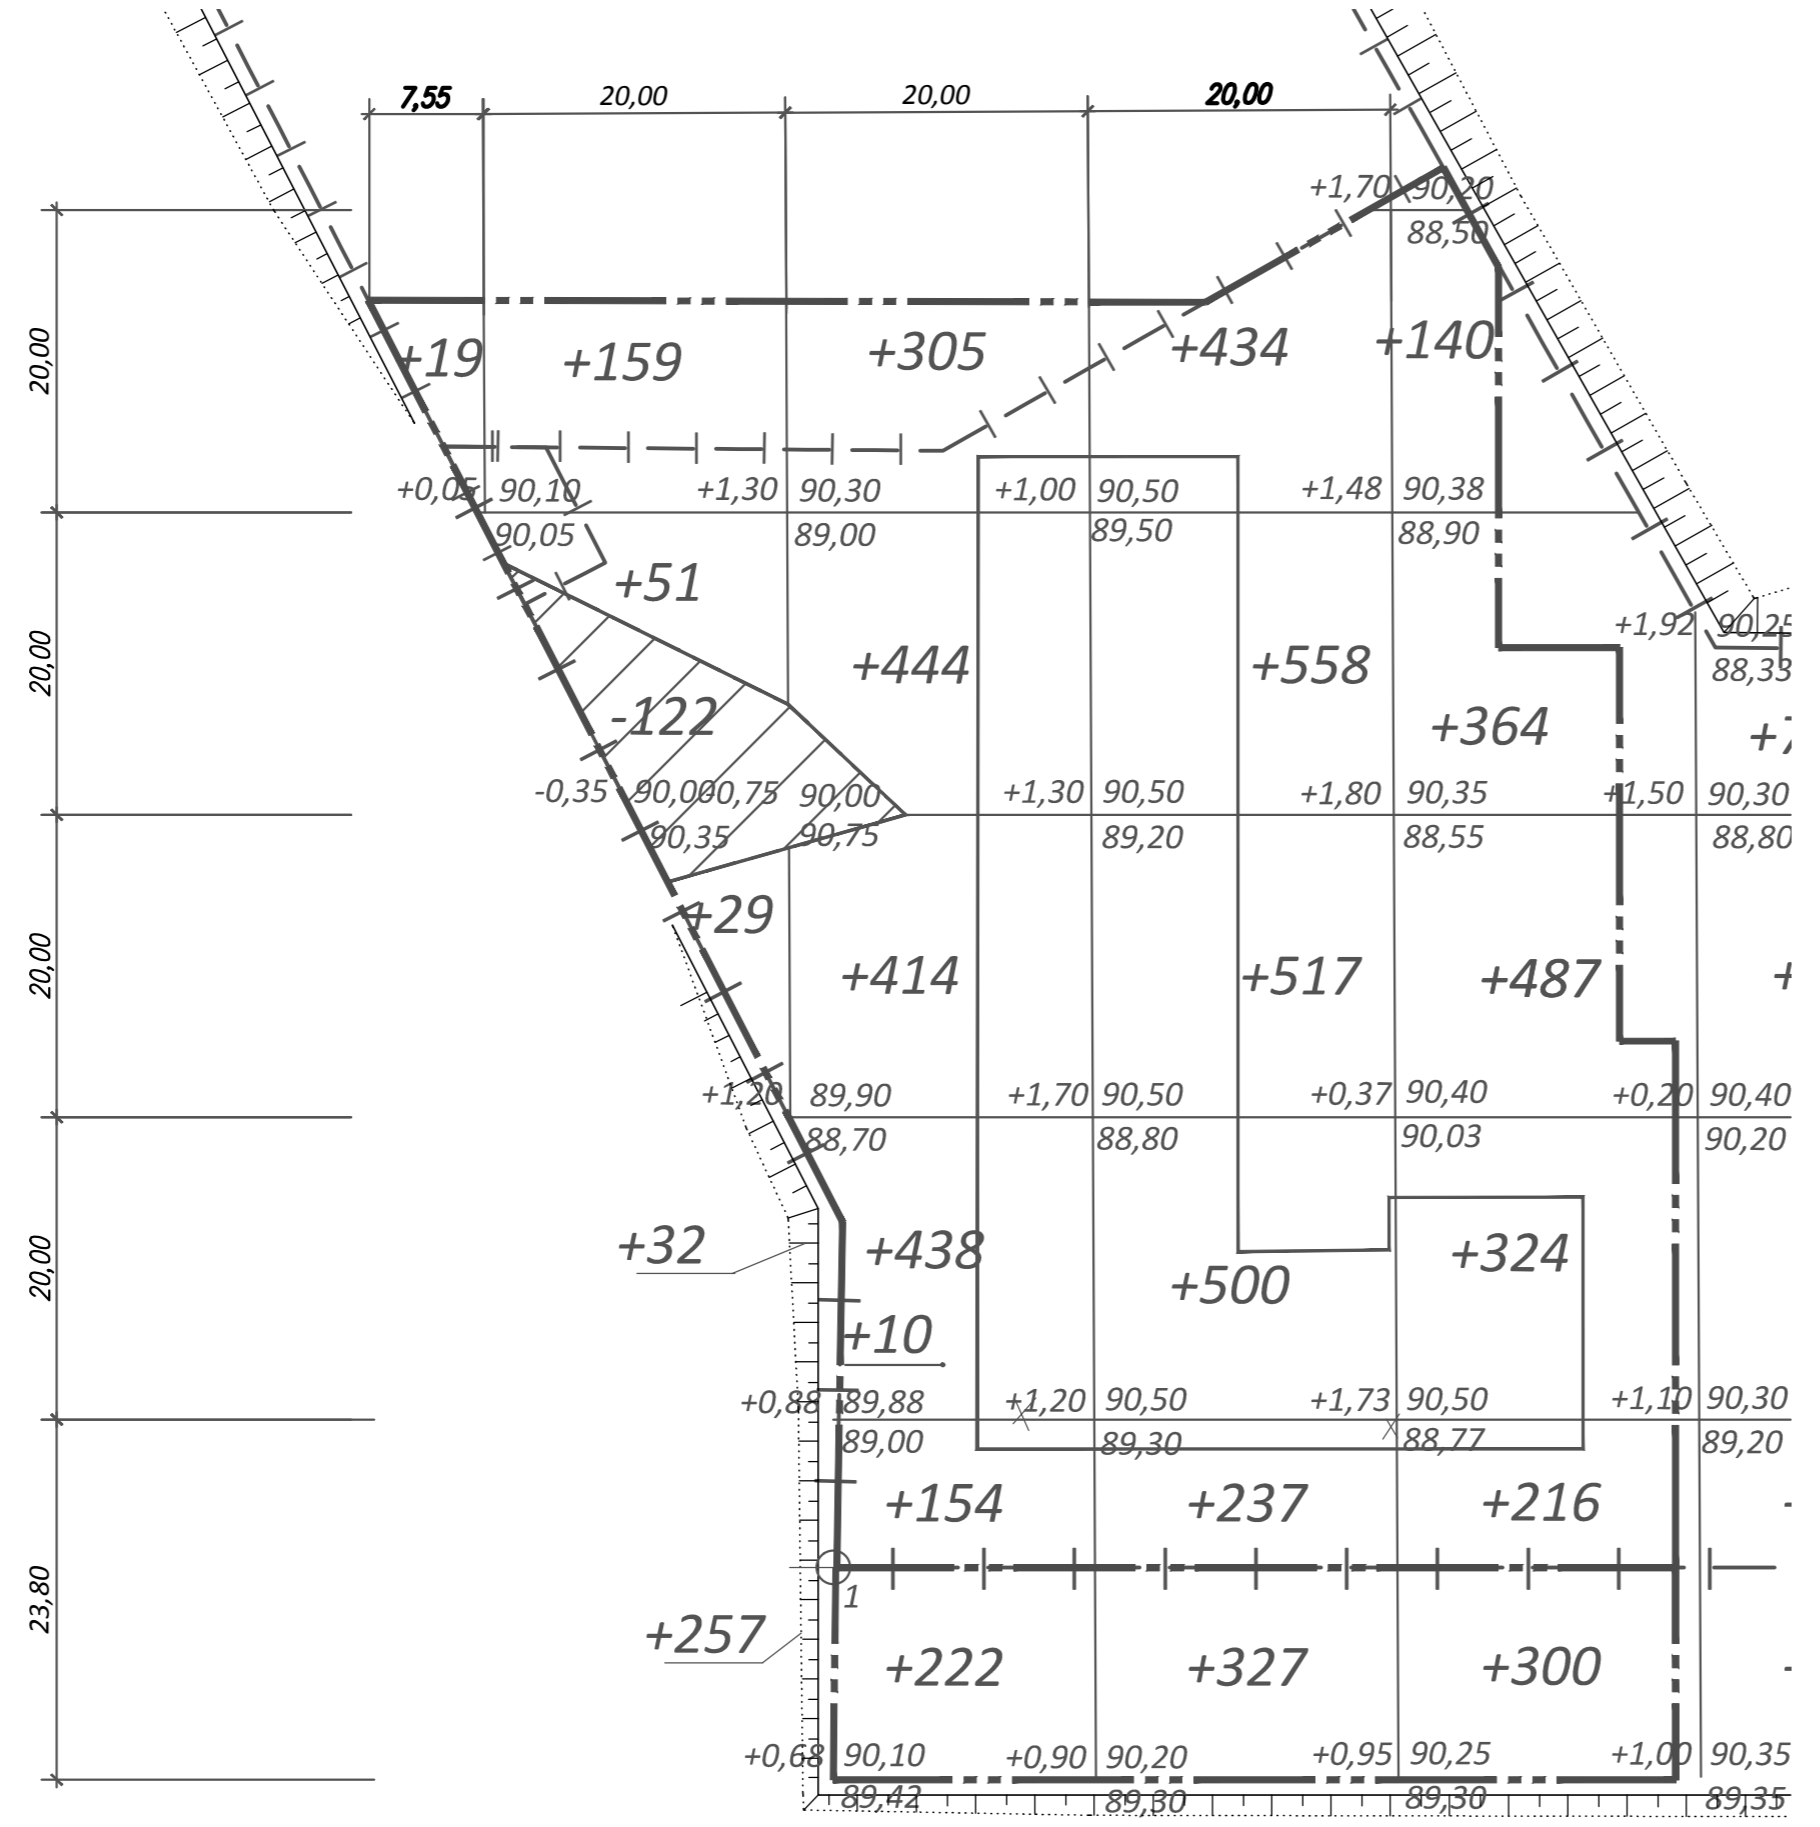 7,55 20,00 20,00 20,00
+1,70 90,20
88,50
20,00
+19 +159 +305 +434 +140
+0,05 90,10 +1,30 90,30 +1,00 90,50 +1,48 90,38
90,05 89,00 89,50 88,90
+51
+1,92 90,25
20,00 +444 +558 88,33
-122 +364 +7
-0,35 90,00 -0,75 90,00 +1,30 90,50 +1,80 90,35 +1,50 90,30
90,35 90,75 89,20 88,55 88,80
+29
20,00 +414 +517 +487 +
+1,20 89,90 +1,70 90,50 +0,37 90,40 +0,20 90,40
88,70 88,80 90,03 90,20
20,00 +32 +438 +500 +324
+10
+0,88 89,88 +1,20 90,50 +1,73 90,50 +1,10 90,30
89,00 89,30 88,77 89,20
+154 +237 +216 -
23,80 1
+257
+222 +327 +300 -
+0,68 90,10 +0,90 90,20 +0,95 90,25 +1,00 90,35
89,42 89,30 89,30 89,35